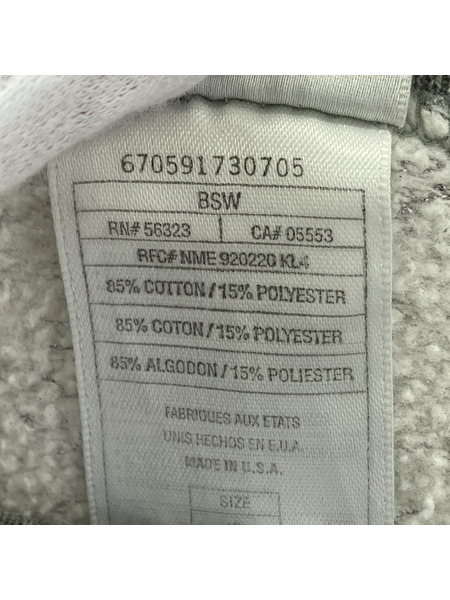 670591730705
BSW
RN# 56323 CA# 05553
RFC# NME 920220 KL4
85% COTTON / 15% POLYESTER
85% COTON / 15% POLYESTER
85% ALGODON / 15% POLIESTER
FABRIQUES AUX ETATS
UNIS HECHOS EN E.U.A.
MADE IN U.S.A.
SIZE